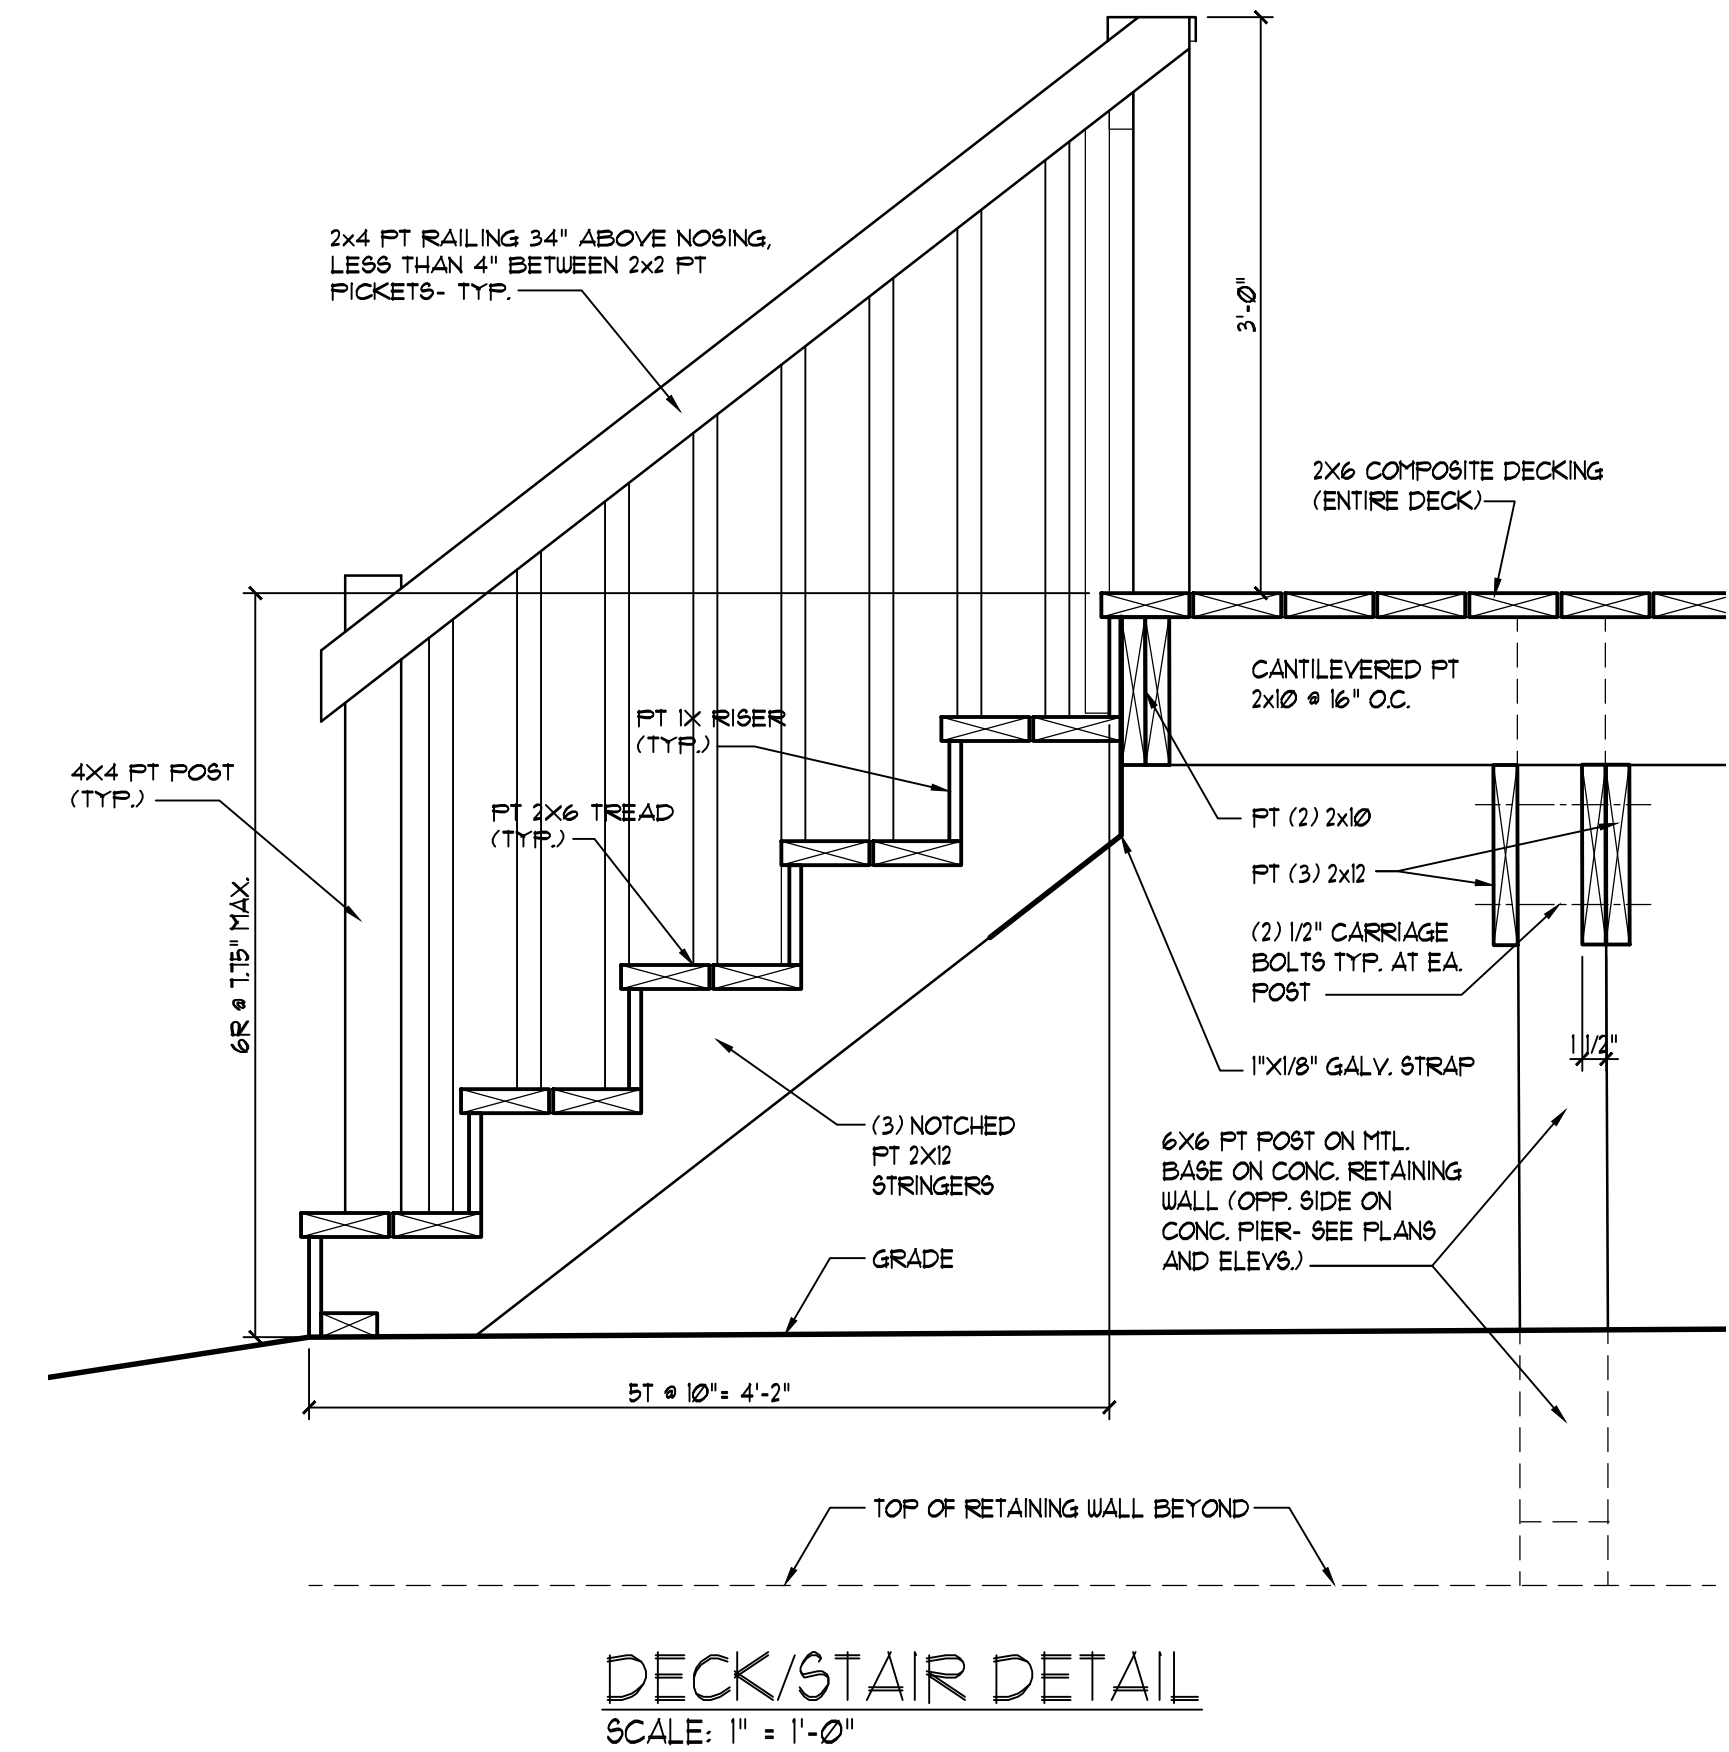 2x4 PT RAILING 34" ABOVE NOSING,
LESS THAN 4" BETWEEN 2x2 PT
PICKETS- TYP.
3'-0"
2X6 COMPOSITE DECKING
(ENTIRE DECK)
CANTILEVERED PT
2x10 @ 16" O.C.
PT 1X RISER
(TYP.)
4X4 PT POST
(TYP.)
PT 2X6 TREAD
(TYP.)
PT (2) 2x10
PT (3) 2x12
6R @ 7.75" MAX.
(2) 1/2" CARRIAGE
BOLTS TYP. AT EA.
POST
1 1/2"
1"X1/8" GALV. STRAP
(3) NOTCHED
PT 2X12
STRINGERS
6X6 PT POST ON MTL.
BASE ON CONC. RETAINING
WALL (OPP. SIDE ON
CONC. PIER- SEE PLANS
AND ELEVS.)
GRADE
5T @ 10"= 4'-2"
TOP OF RETAINING WALL BEYOND
DECK/STAIR DETAIL
SCALE: 1" = 1'-0"